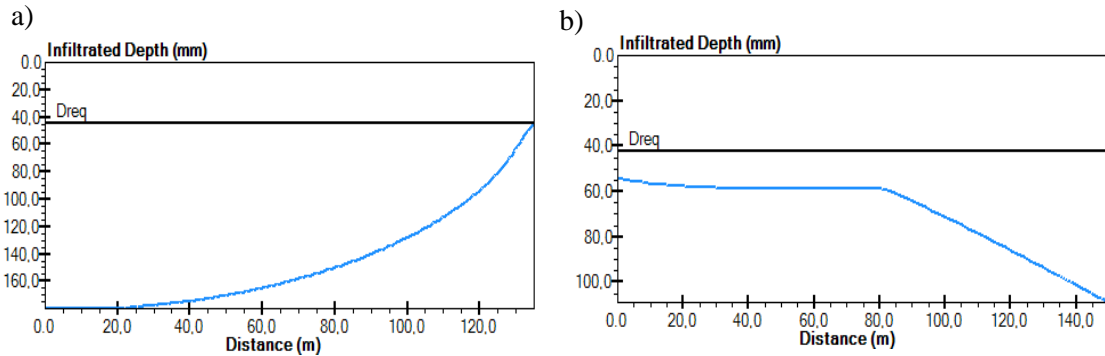 a)
Infiltrated Depth (mm)
0.0
20,0
40,0
Dreq
60,0
80,0
100,0
120,0
140,0
160,0
0.0 20,0 40,0 60,0 80,0 100,0 120,0
Distance (m)
b)
Infiltrated Depth (mm)
0.0
20,0
40,0
Dreq
60,0
80,0
100,0
0.0 20,0 40,0 60,0 80,0 100,0 120,0 140,0
Distance (m)